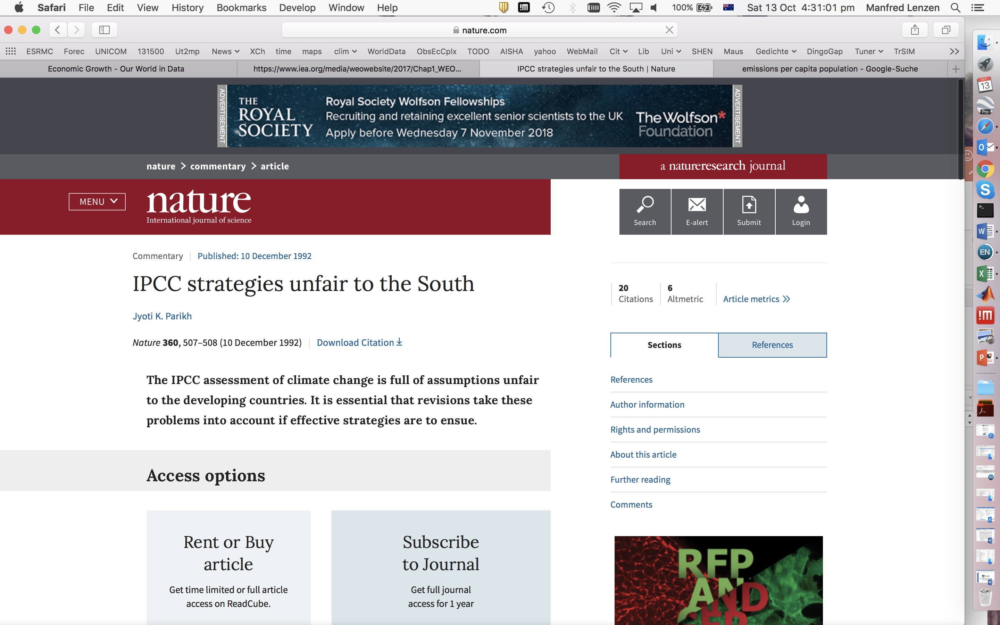 Safari File Edit View History Bookmarks Develop Window Help 100% Sat 13 Oct 4:31:01 pm Manfred Lenzen
nature.com
ESRMC Forec UNICOM 131500 Ut2mp News XCh time maps clim WorldData ObsEcCplx TODO AISHA yahoo WebMail Cit Lib Uni SHEN Maus Gedichte DingoGap Tuner TrSIM
Economic Growth - Our World in Data https://www.iea.org/media/weowebsite/2017/Chap1_WEO... IPCC strategies unfair to the South | Nature emissions per capita population - Google-Suche
ADVERTISEMENT
THE ROYAL SOCIETY
Royal Society Wolfson Fellowships
Recruiting and retaining excellent senior scientists to the UK
Apply before Wednesday 7 November 2018
The Wolfson*
Foundation
ADVERTISEMENT
nature > commentary > article
a natureresearch journal
MENU
nature
International journal of science
Search E-alert Submit Login
Commentary Published: 10 December 1992
IPCC strategies unfair to the South
Jyoti K. Parikh
Nature 360, 507–508 (10 December 1992) Download Citation
The IPCC assessment of climate change is full of assumptions unfair
to the developing countries. It is essential that revisions take these
problems into account if effective strategies are to ensue.
Access options
Rent or Buy
article
Get time limited or full article
access on ReadCube.
Subscribe
to Journal
Get full journal
access for 1 year
20 6
Citations Altmetric Article metrics
Sections References
References
Author information
Rights and permissions
About this article
Further reading
Comments
RFP
AND
OCT
13
Pro
EN